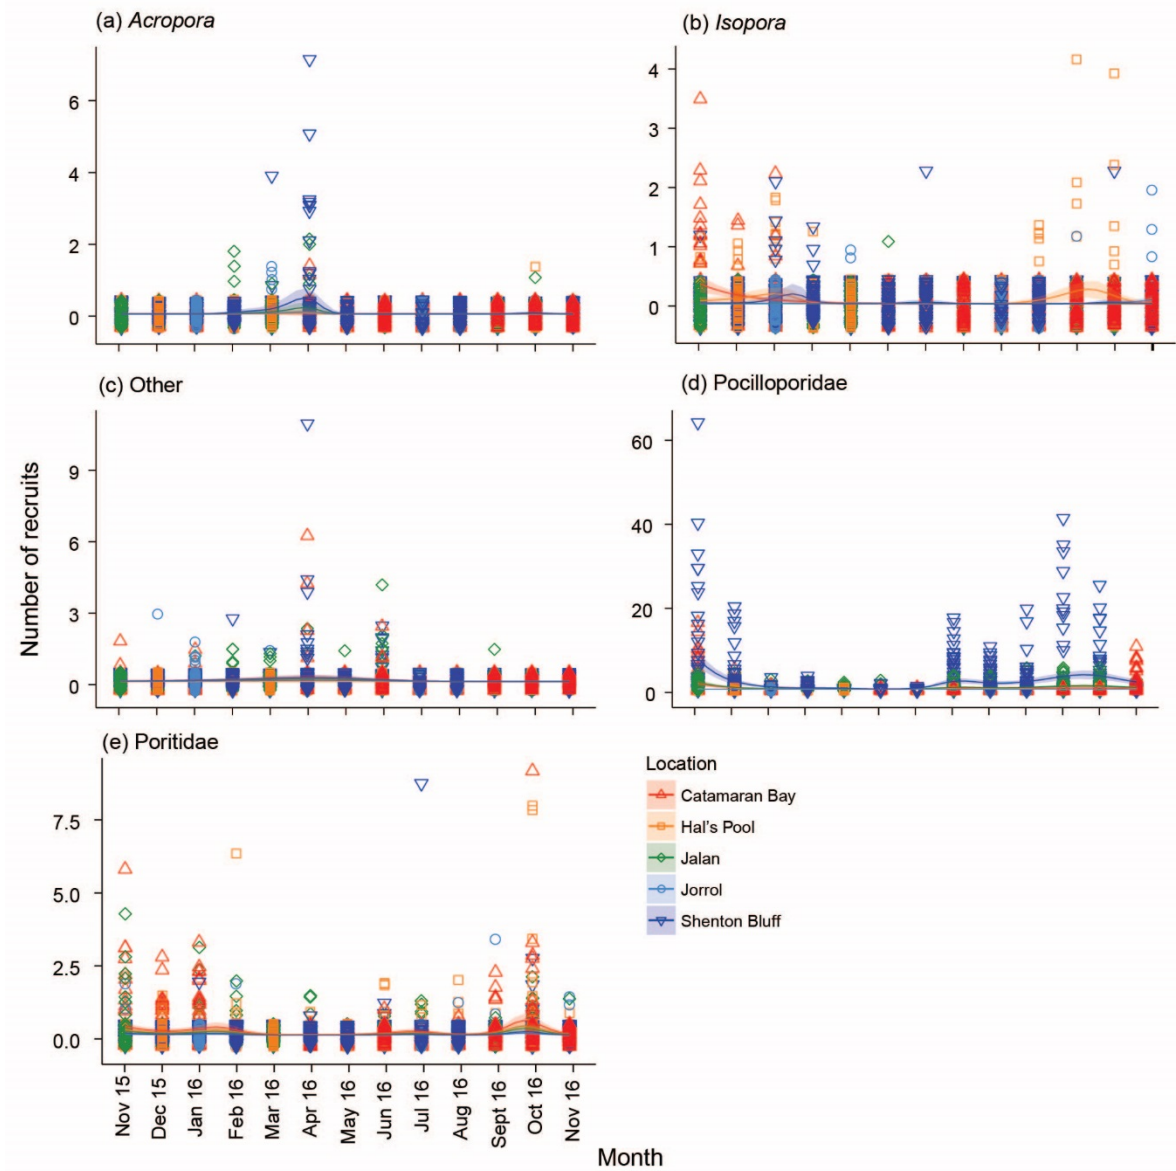 (a) Acropora
6
4
2
0
(b) Isopora
4
3
2
1
0
(c) Other
9
6
3
0
(d) Pocilloporidae
60
40
20
0
Number of recruits
(e) Poritidae
7.5
5.0
2.5
0.0
Nov 15
Dec 15
Jan 16
Feb 16
Mar 16
Apr 16
May 16
Jun 16
Jul 16
Aug 16
Sept 16
Oct 16
Nov 16
Location
Catamaran Bay
Hal's Pool
Jalan
Jorrol
Shenton Bluff
Month